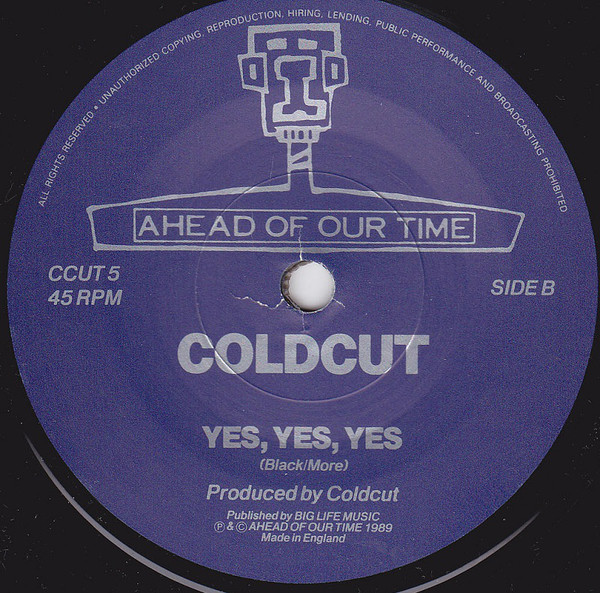 ALL RIGHTS RESERVED • UNAUTHORIZED COPYING, REPRODUCTION, HIRING, LENDING, PUBLIC PERFORMANCE AND BROADCASTING PROHIBITED
AHEAD OF OUR TIME
CCUT 5
45 RPM
SIDE B
COLDCUT
YES, YES, YES
(Black/More)
Produced by Coldcut
Published by BIG LIFE MUSIC
Ⓟ & © AHEAD OF OUR TIME 1989
Made in England